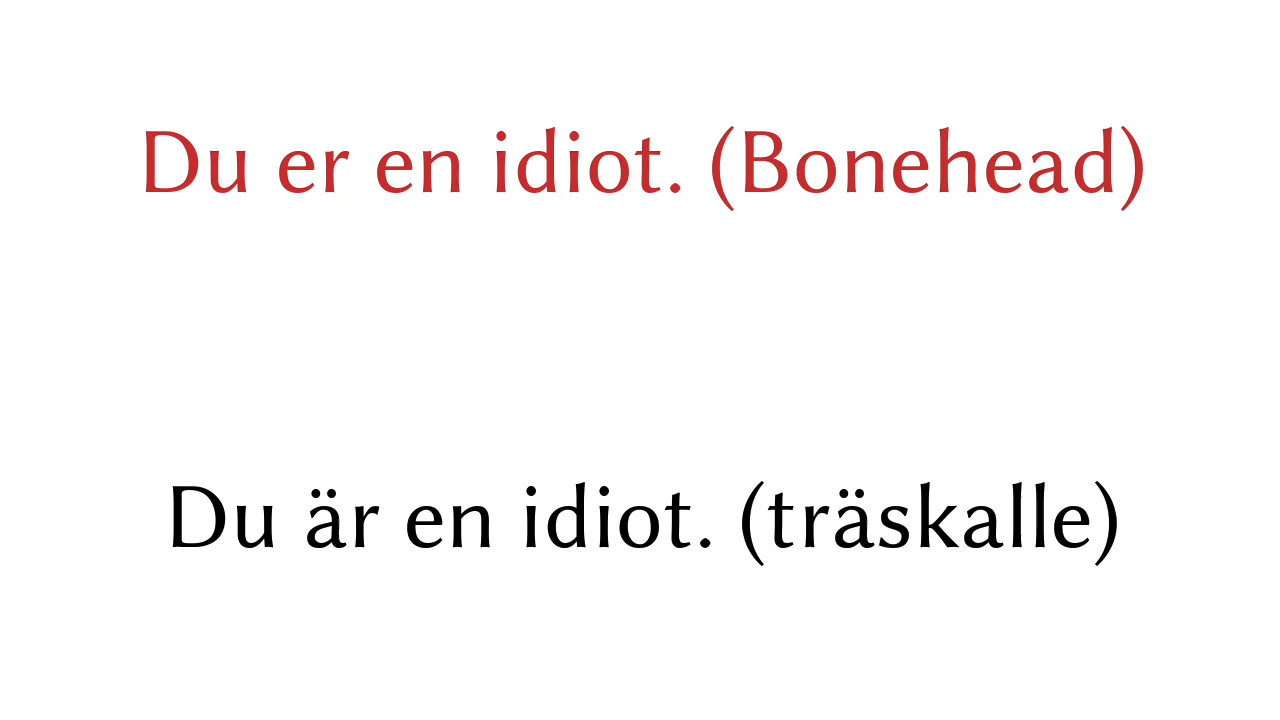 Du er en idiot. (Bonehead)
Du är en idiot. (träskalle)